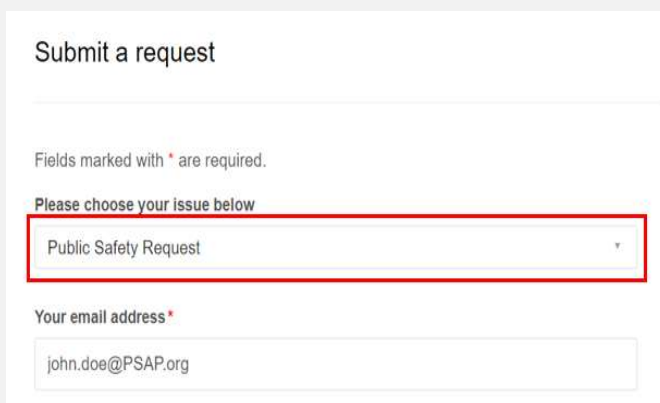 Submit a request
Fields marked with * are required.
Please choose your issue below
Public Safety Request
Your email address*
john.doe@PSAP.org